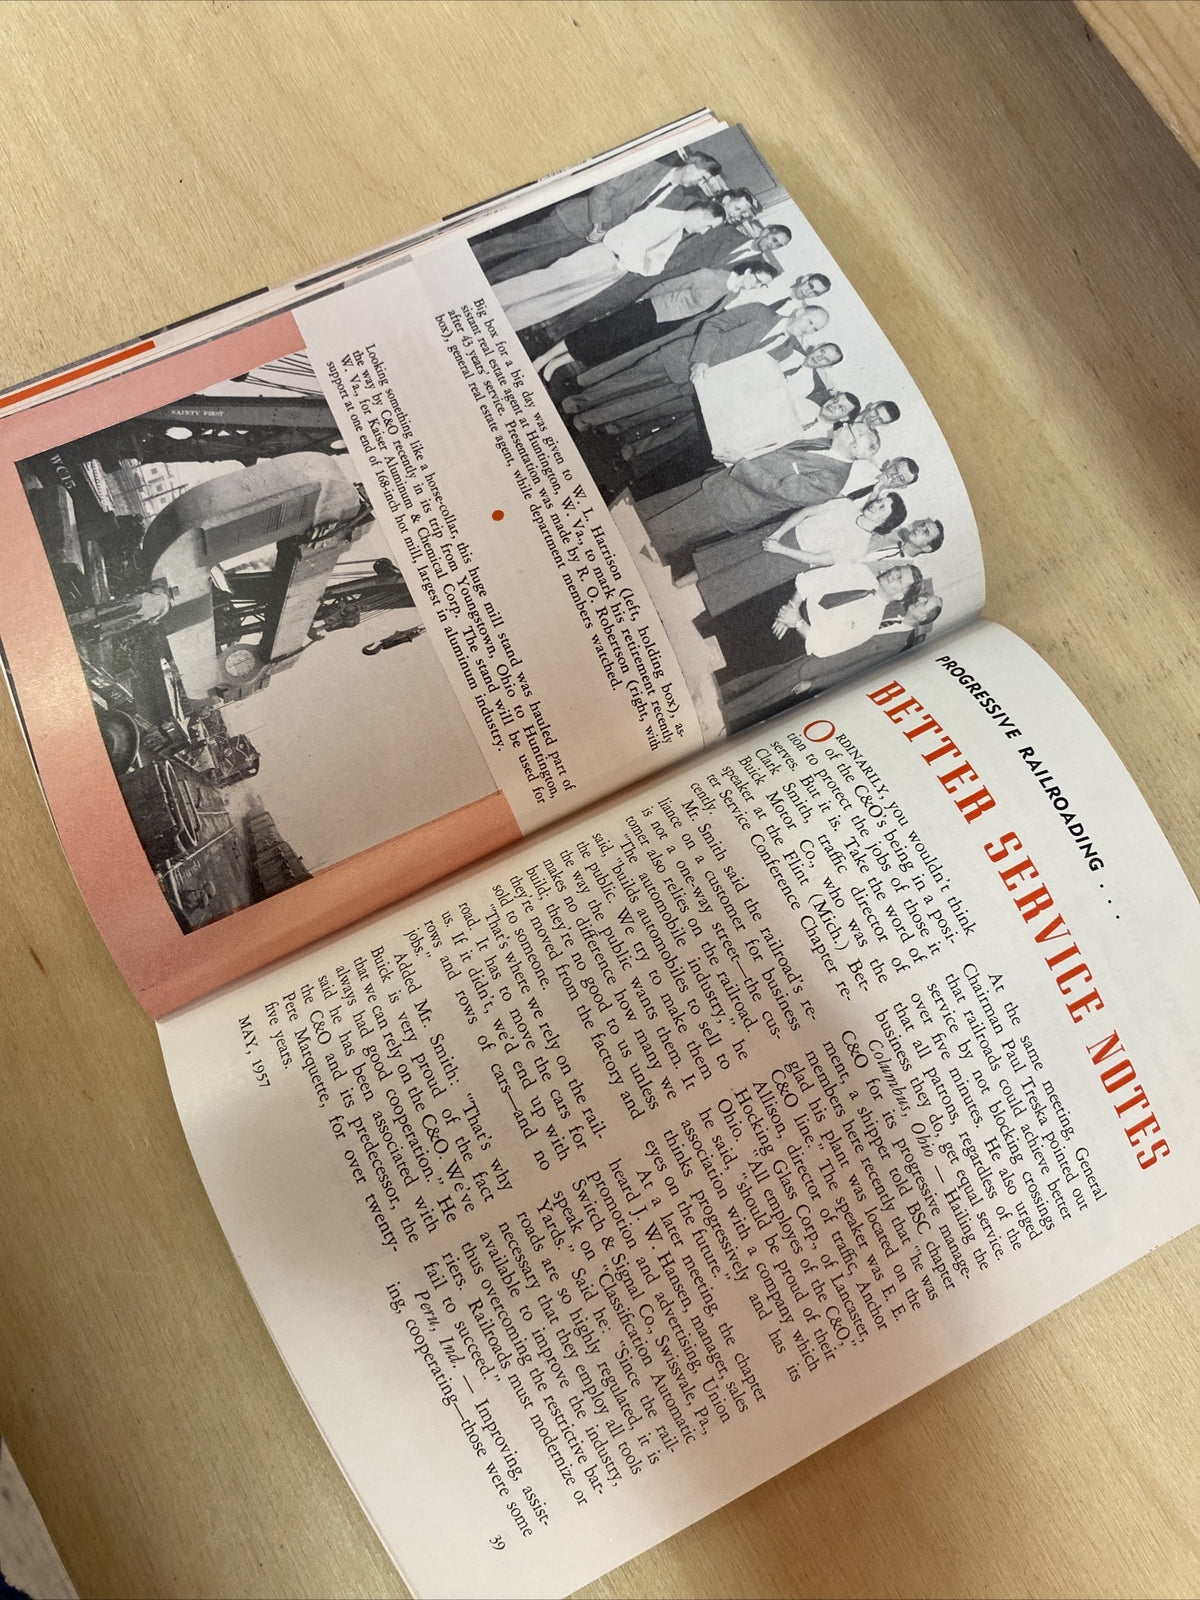 Big box for a big day was given to W. L. Harrison (left, holding box), as-
sistant real estate agent at Huntington, W. Va., to mark his retirement recently
after 43 years' service. Presentation was made by R. O. Robertson (right, with
box), general real estate agent, while department members watched.
Looking something like a horse-collar, this huge mill stand was hauled part of
the way by C&O recently in its trip from Youngstown, Ohio to Huntington,
W. Va., for Kaiser Aluminum & Chemical Corp. The stand will be used for
support at one end of 168-inch hot mill, largest in aluminum industry.
SAFETY FIRST
WC15
PROGRESSIVE RAILROADING . . .
BETTER SERVICE NOTES
ORDINARILY, you wouldn't think
of the C&O's being in a posi-
tion to protect the jobs of those it
serves. But it is. Take the word of
Clark Smith, traffic director of
Buick Motor Co., who was the
speaker at the Flint (Mich.) Bet-
ter Service Conference Chapter re-
cently.
Mr. Smith said the railroad's re-
liance on a customer for business
is not a one-way street—the cus-
tomer also relies on the railroad.
"The automobile industry," he
said, "builds automobiles to sell to
the public. We try to make them
the way the public wants them. It
makes no difference how many we
build; they're no good to us unless
they're moved from the factory and
sold to someone.
"That's where we rely on the rail-
road. It has to move the cars for
us. If it didn't, we'd end up with
rows and rows of cars—and no
jobs."
Added Mr. Smith: "That's why
Buick is very proud of the fact
that we can rely on the C&O. We've
always had good cooperation." He
said he has been associated with
the C&O and its predecessor, the
Pere Marquette, for over twenty-
five years.
At the same meeting, General
Chairman Paul Treska pointed out
that railroads could achieve better
service by not blocking crossings
over five minutes. He also urged
that all patrons, regardless of the
business they do, get equal service.
Columbus, Ohio — Hailing the
C&O for its progressive manage-
ment, a shipper told BSC chapter
members here recently that "he was
glad his plant was located on the
C&O line." The speaker was E. E.
Allison, director of traffic, Anchor
Hocking Glass Corp., of Lancaster,
Ohio. "All employes of the C&O,"
he said, "should be proud of their
association with a company which
thinks progressively and has its
eyes on the future."
At a later meeting, the chapter
heard J. W. Hansen, manager, sales
promotion and advertising, Union
Switch & Signal Co., Swissvale, Pa.,
speak on "Classification Automatic
Yards." Said he: "Since the rail-
roads are so highly regulated, it is
necessary that they employ all tools
available to improve the industry,
thus overcoming the restrictive bar-
riers. Railroads must modernize or
fail to succeed."
Peru, Ind. — Improving, assist-
ing, cooperating—those were some
MAY, 1957
39